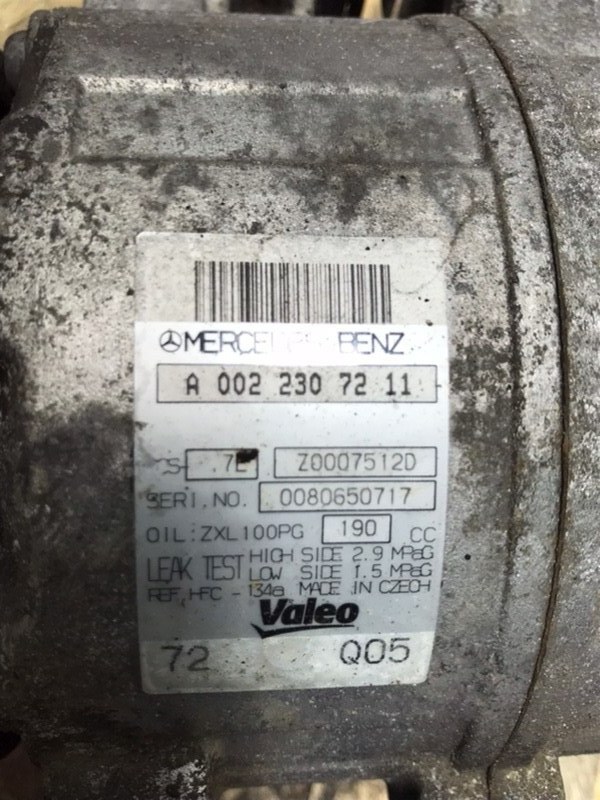 MERCEDES-BENZ
A 002 230 72 11
Z0007512D
SERI. NO. 0080650717
OIL: ZXL100PG 190 CC
HIGH SIDE 2.9 MPaG
LEAK TEST LOW SIDE 1.5 MPaG
REF, HFC - 134a MADE IN CZECH
Valeo
72 Q05